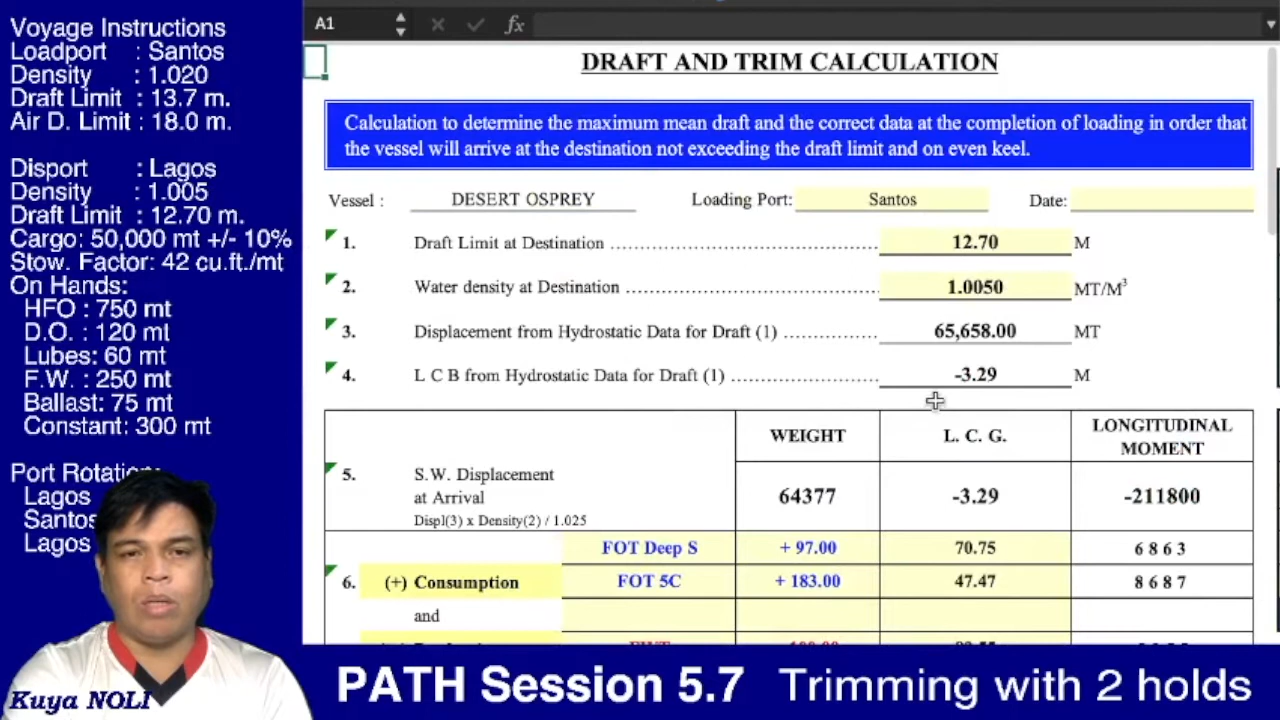 Voyage Instructions
Loadport : Santos
Density : 1.020
Draft Limit : 13.7 m.
Air D. Limit : 18.0 m.
Disport : Lagos
Density : 1.005
Draft Limit : 12.70 m.
Cargo: 50,000 mt +/- 10%
Stow. Factor: 42 cu.ft./mt
On Hands:
HFO : 750 mt
D.O. : 120 mt
Lubes: 60 mt
F.W. : 250 mt
Ballast: 75 mt
Constant: 300 mt
Port Rotation:
Lagos
Santos
Lagos
Kuya NOLI
A1
fx
DRAFT AND TRIM CALCULATION
Calculation to determine the maximum mean draft and the correct data at the completion of loading in order that
the vessel will arrive at the destination not exceeding the draft limit and on even keel.
Vessel : DESERT OSPREY Loading Port: Santos Date:
1. Draft Limit at Destination ........................................................ 12.70 M
2. Water density at Destination ..................................................... 1.0050 MT/M³
3. Displacement from Hydrostatic Data for Draft (1) .................... 65,658.00 MT
4. L C B from Hydrostatic Data for Draft (1) ............................... -3.29 M
WEIGHT L. C. G. LONGITUDINAL
MOMENT
5. S.W. Displacement
at Arrival 64377 -3.29 -211800
Displ(3) x Density(2) / 1.025
FOT Deep S + 97.00 70.75 6 8 6 3
6. (+) Consumption FOT 5C + 183.00 47.47 8 6 8 7
and
PATH Session 5.7 Trimming with 2 holds